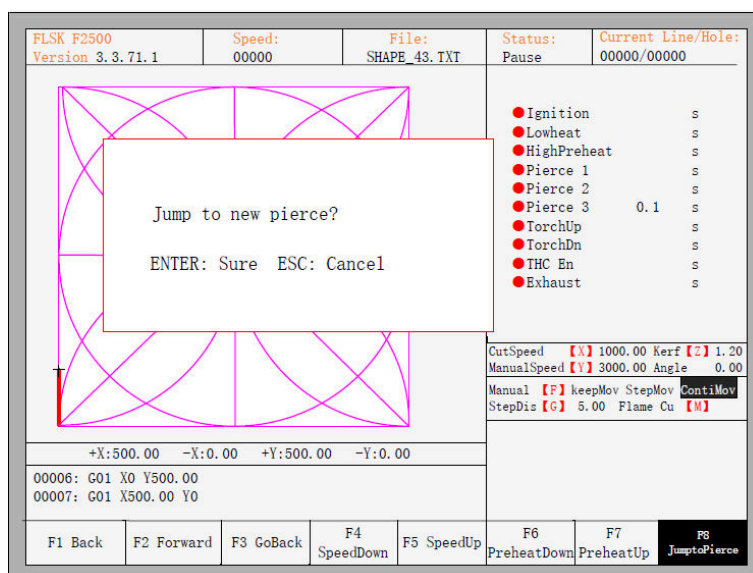 FLSK F2500
Version 3.3.71.1
Speed:
00000
File:
SHAPE_43.TXT
Status:
Pause
Current Line/Hole:
00000/00000
Jump to new pierce?
ENTER: Sure ESC: Cancel
Ignition s
Lowheat s
HighPreheat s
Pierce 1 s
Pierce 2 s
Pierce 3 0.1 s
TorchUp s
TorchDn s
THC En s
Exhaust s
CutSpeed 【X】 1000.00 Kerf 【Z】 1.20
ManualSpeed 【Y】 3000.00 Angle 0.00
Manual 【F】 keepMov StepMov ContiMov
StepDis 【G】 5.00 Flame Cu 【M】
+X:500.00 -X:0.00 +Y:500.00 -Y:0.00
00006: G01 X0 Y500.00
00007: G01 X500.00 Y0
F1 Back
F2 Forward
F3 GoBack
F4
SpeedDown
F5 SpeedUp
F6
PreheatDown
F7
PreheatUp
F8
JumptoPierce